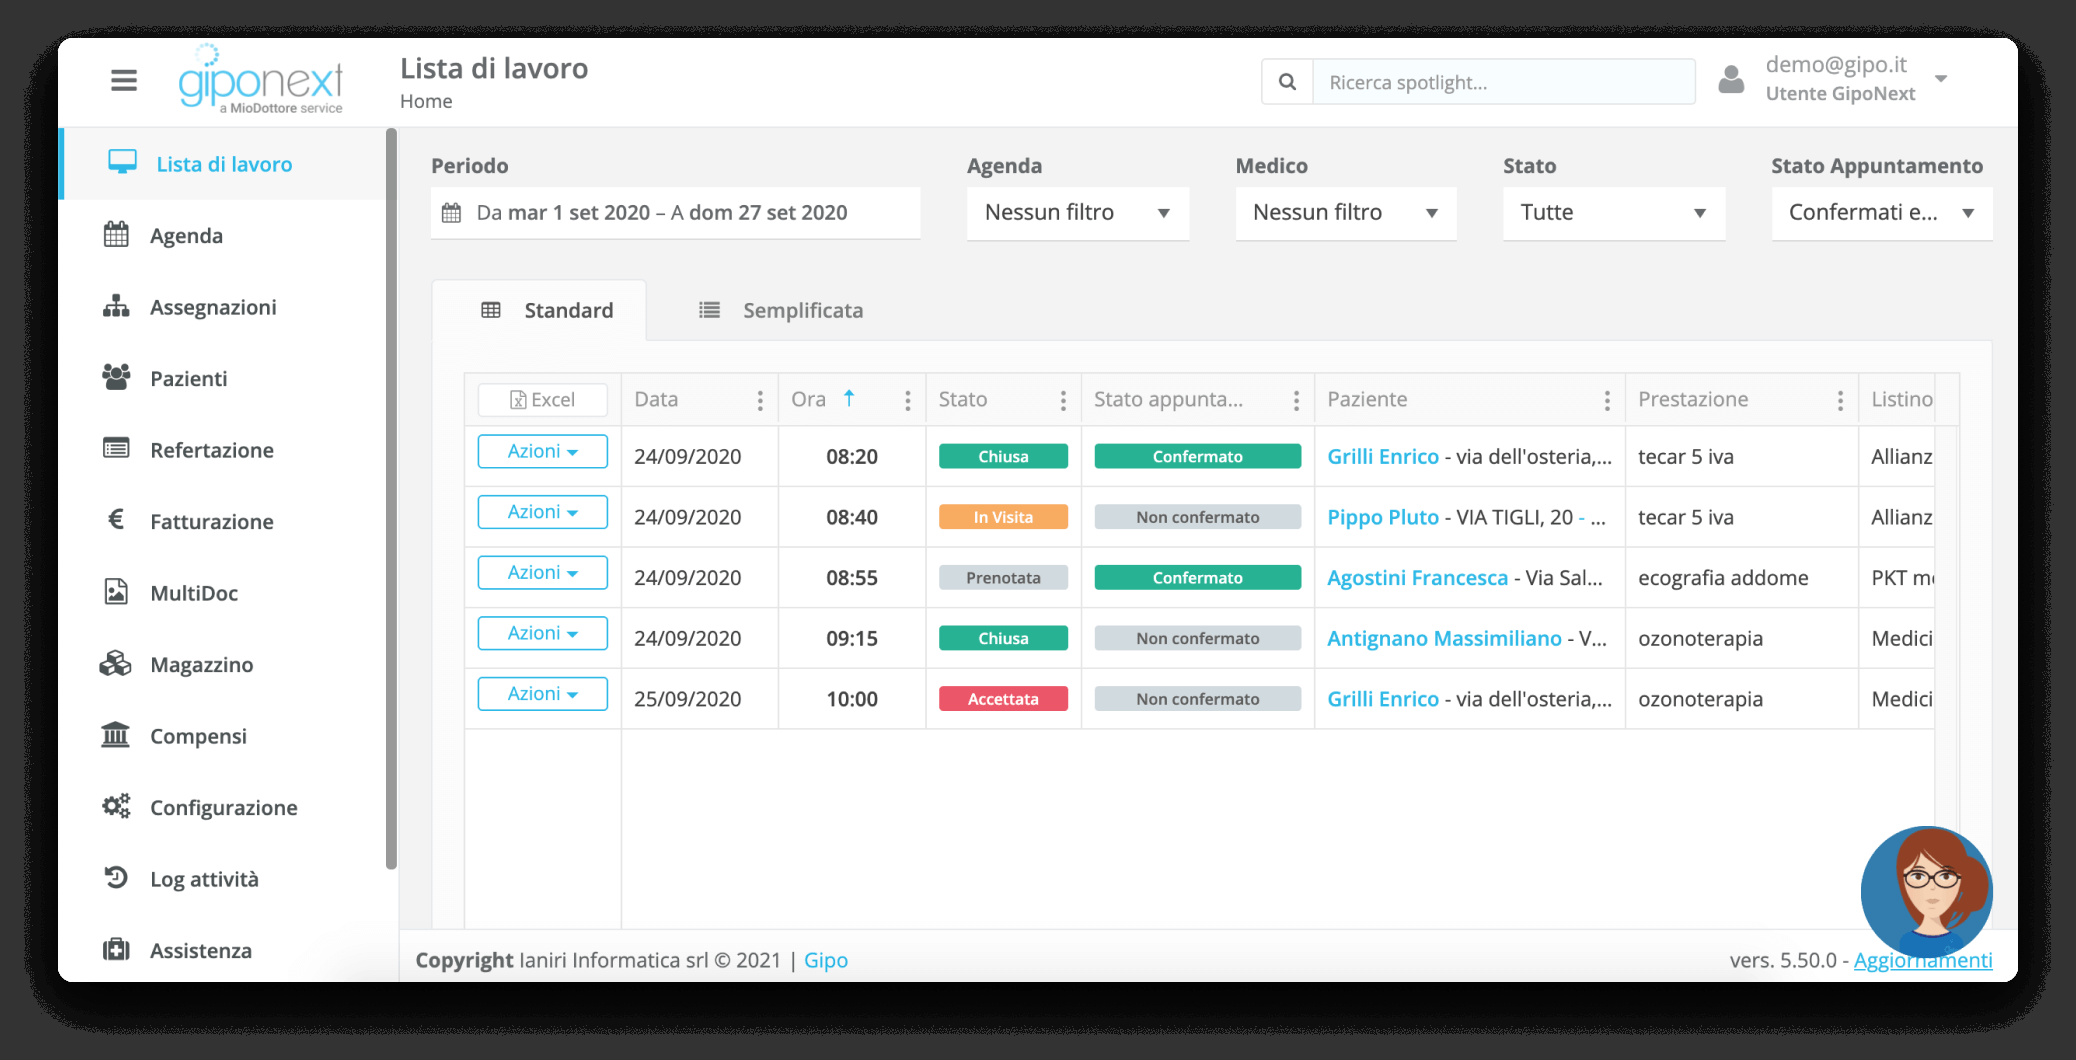 giponext
a MioDottore service
Lista di lavoro
Home
Ricerca spotlight...
demo@gipo.it
Utente GipoNext
Lista di lavoro
Agenda
Assegnazioni
Pazienti
Refertazione
Fatturazione
MultiDoc
Magazzino
Compensi
Configurazione
Log attività
Assistenza
Periodo
Da mar 1 set 2020 – A dom 27 set 2020
Agenda
Nessun filtro
Medico
Nessun filtro
Stato
Tutte
Stato Appuntamento
Confermati e...
Standard
Semplificata
Excel Data Ora Stato Stato appunta... Paziente Prestazione Listino
Azioni 24/09/2020 08:20 Chiusa Confermato Grilli Enrico - via dell'osteria,... tecar 5 iva Allianz
Azioni 24/09/2020 08:40 In Visita Non confermato Pippo Pluto - VIA TIGLI, 20 - ... tecar 5 iva Allianz
Azioni 24/09/2020 08:55 Prenotata Confermato Agostini Francesca - Via Sal... ecografia addome PKT m
Azioni 24/09/2020 09:15 Chiusa Non confermato Antignano Massimiliano - V... ozonoterapia Medici
Azioni 25/09/2020 10:00 Accettata Non confermato Grilli Enrico - via dell'osteria,... ozonoterapia Medici
Copyright Ianiri Informatica srl © 2021 | Gipo
vers. 5.50.0 - Aggiornamenti